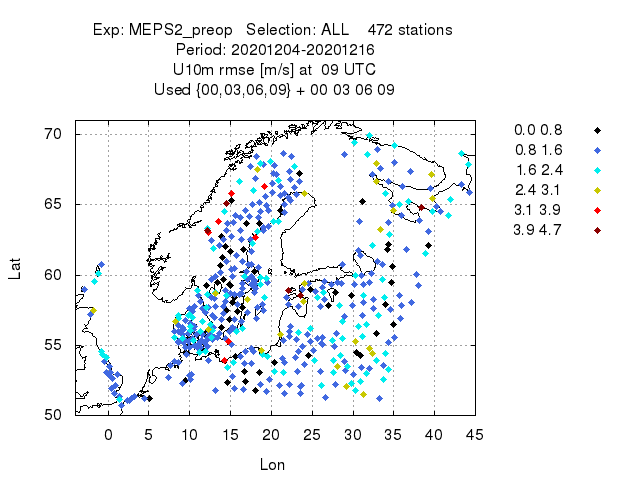 Exp: MEPS2_preop   Selection: ALL    472 stations
Period: 20201204-20201216
U10m rmse [m/s] at  09 UTC
Used {00,03,06,09} + 00 03 06 09
70
65
60
55
50
Lat
0 5 10 15 20 25 30 35 40 45
Lon
0.0 0.8
0.8 1.6
1.6 2.4
2.4 3.1
3.1 3.9
3.9 4.7